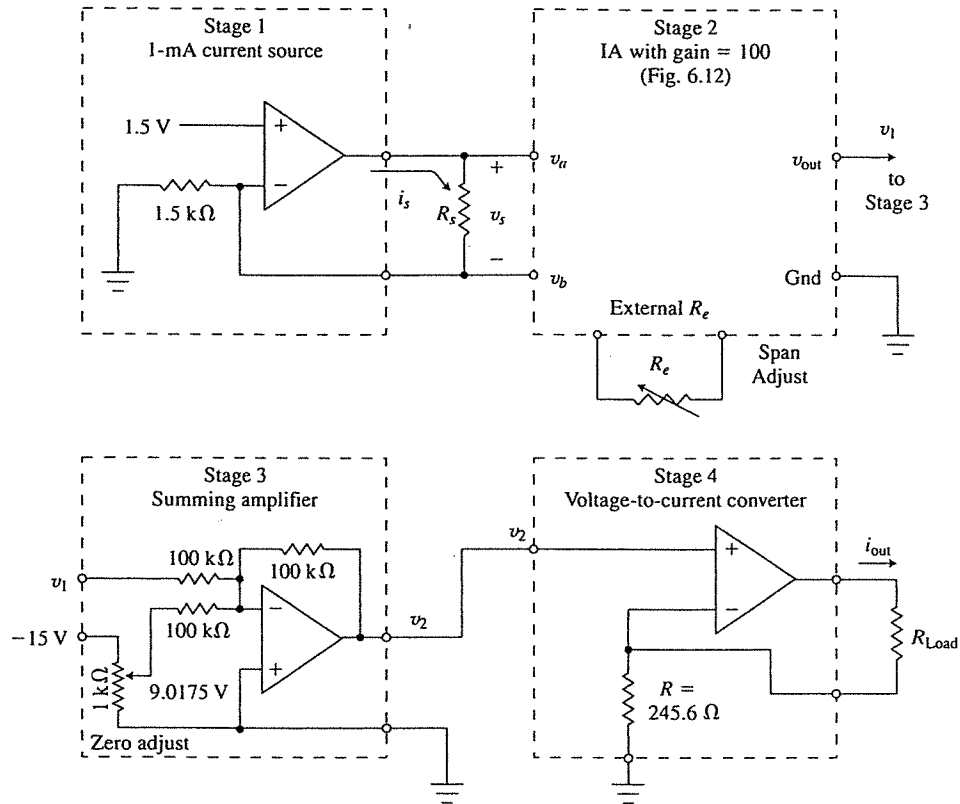 Stage 1
1-mA current source
1.5 V
+
−
1.5 kΩ
i_s
R_s
+
v_s
−
Stage 2
IA with gain = 100
(Fig. 6.12)
v_a
v_b
v_out
v_1
to
Stage 3
Gnd
External R_e
R_e
Span
Adjust
Stage 3
Summing amplifier
v_1
100 kΩ
100 kΩ
100 kΩ
−
+
−15 V
1 kΩ
9.0175 V
Zero adjust
v_2
Stage 4
Voltage-to-current converter
v_2
+
−
i_out
R_Load
R =
245.6 Ω